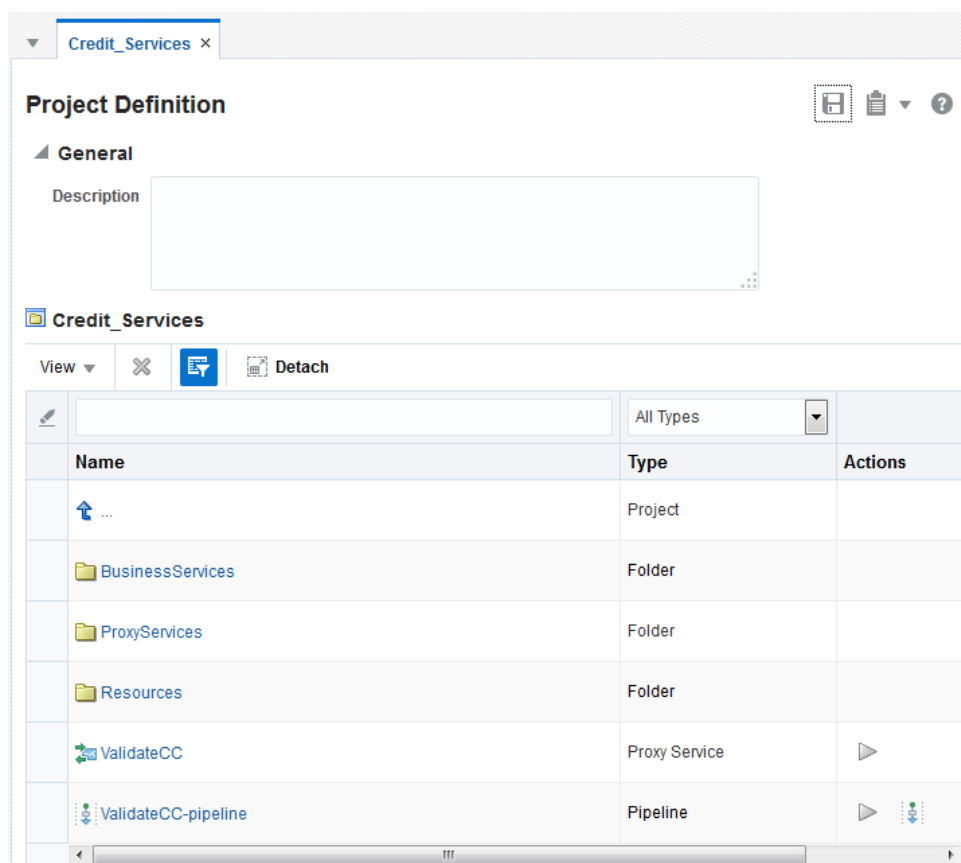 Credit_Services ×
Project Definition
General
Description
Credit_Services
View
Detach
All Types
Name Type Actions
... Project
BusinessServices Folder
ProxyServices Folder
Resources Folder
ValidateCC Proxy Service
ValidateCC-pipeline Pipeline